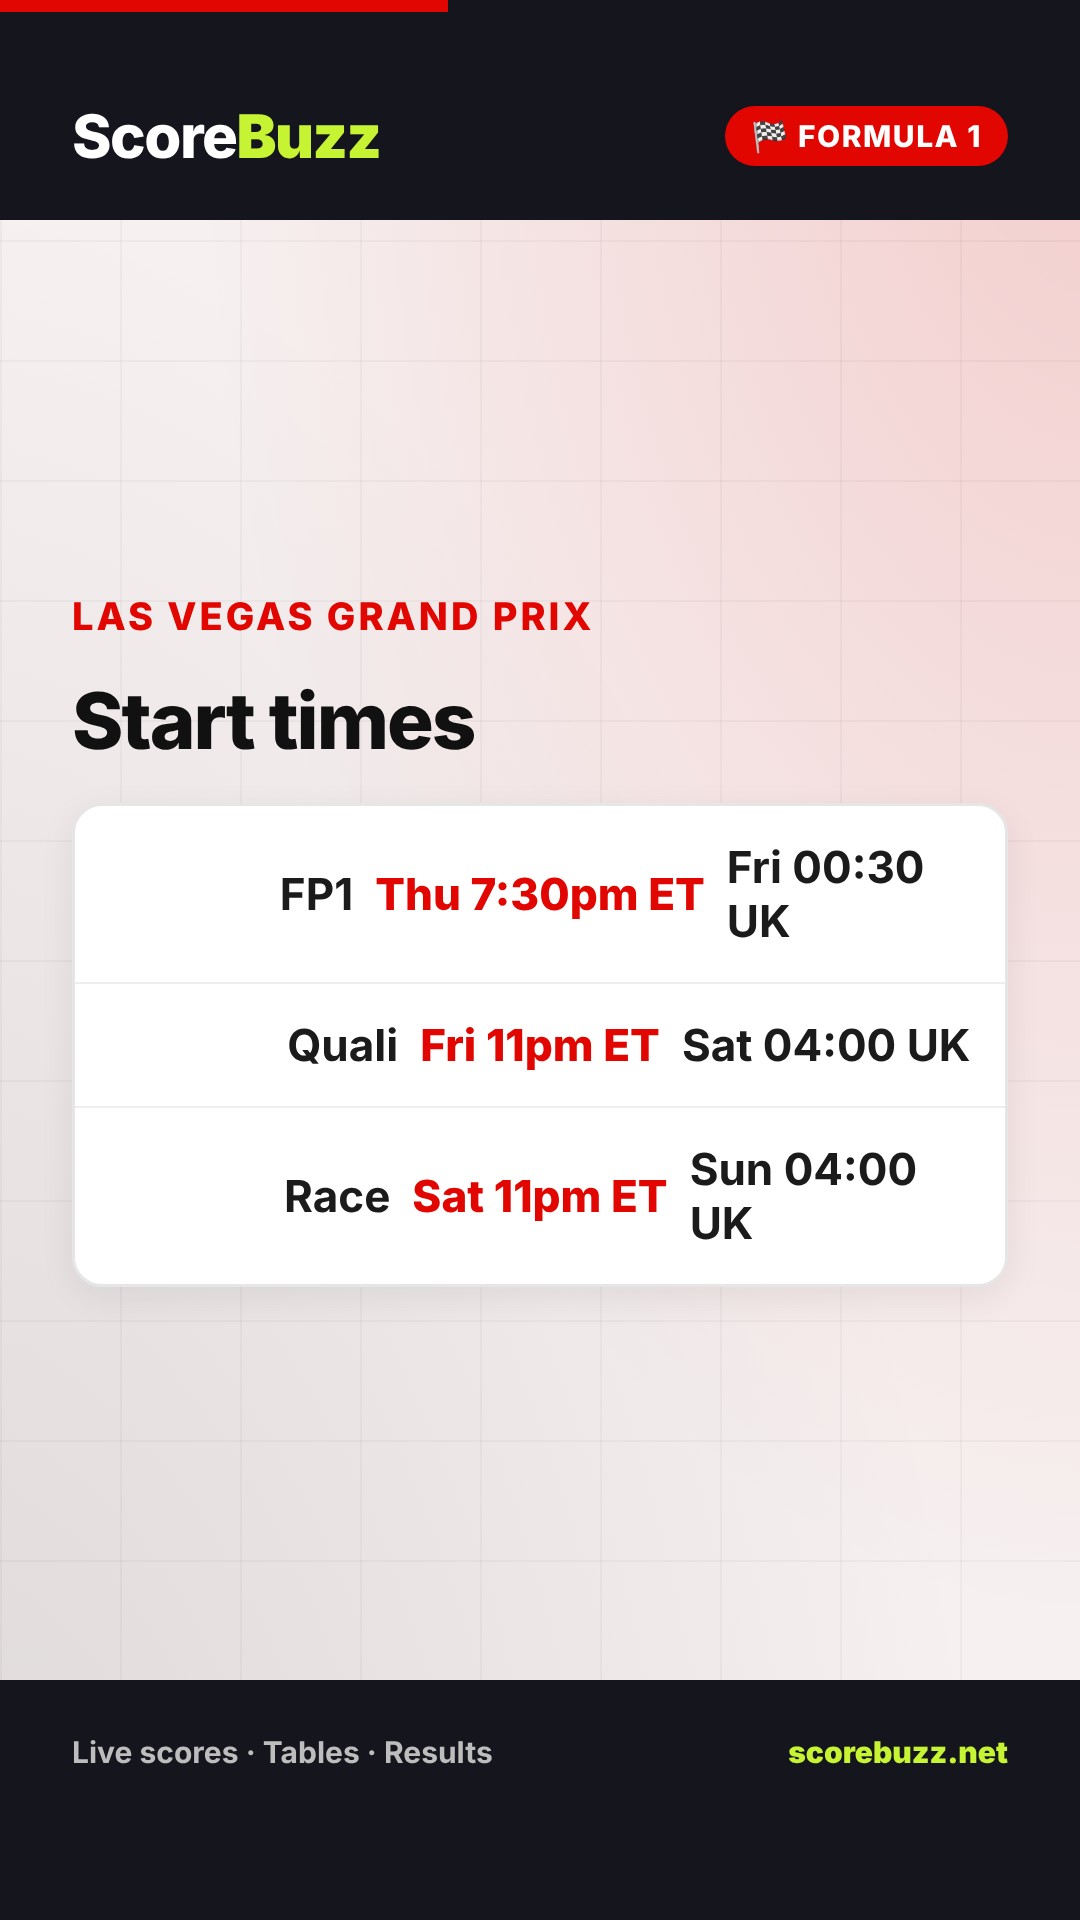 ScoreBuzz
FORMULA 1
LAS VEGAS GRAND PRIX
Start times
FP1 Thu 7:30pm ET Fri 00:30 UK
Quali Fri 11pm ET Sat 04:00 UK
Race Sat 11pm ET Sun 04:00 UK
Live scores · Tables · Results
scorebuzz.net